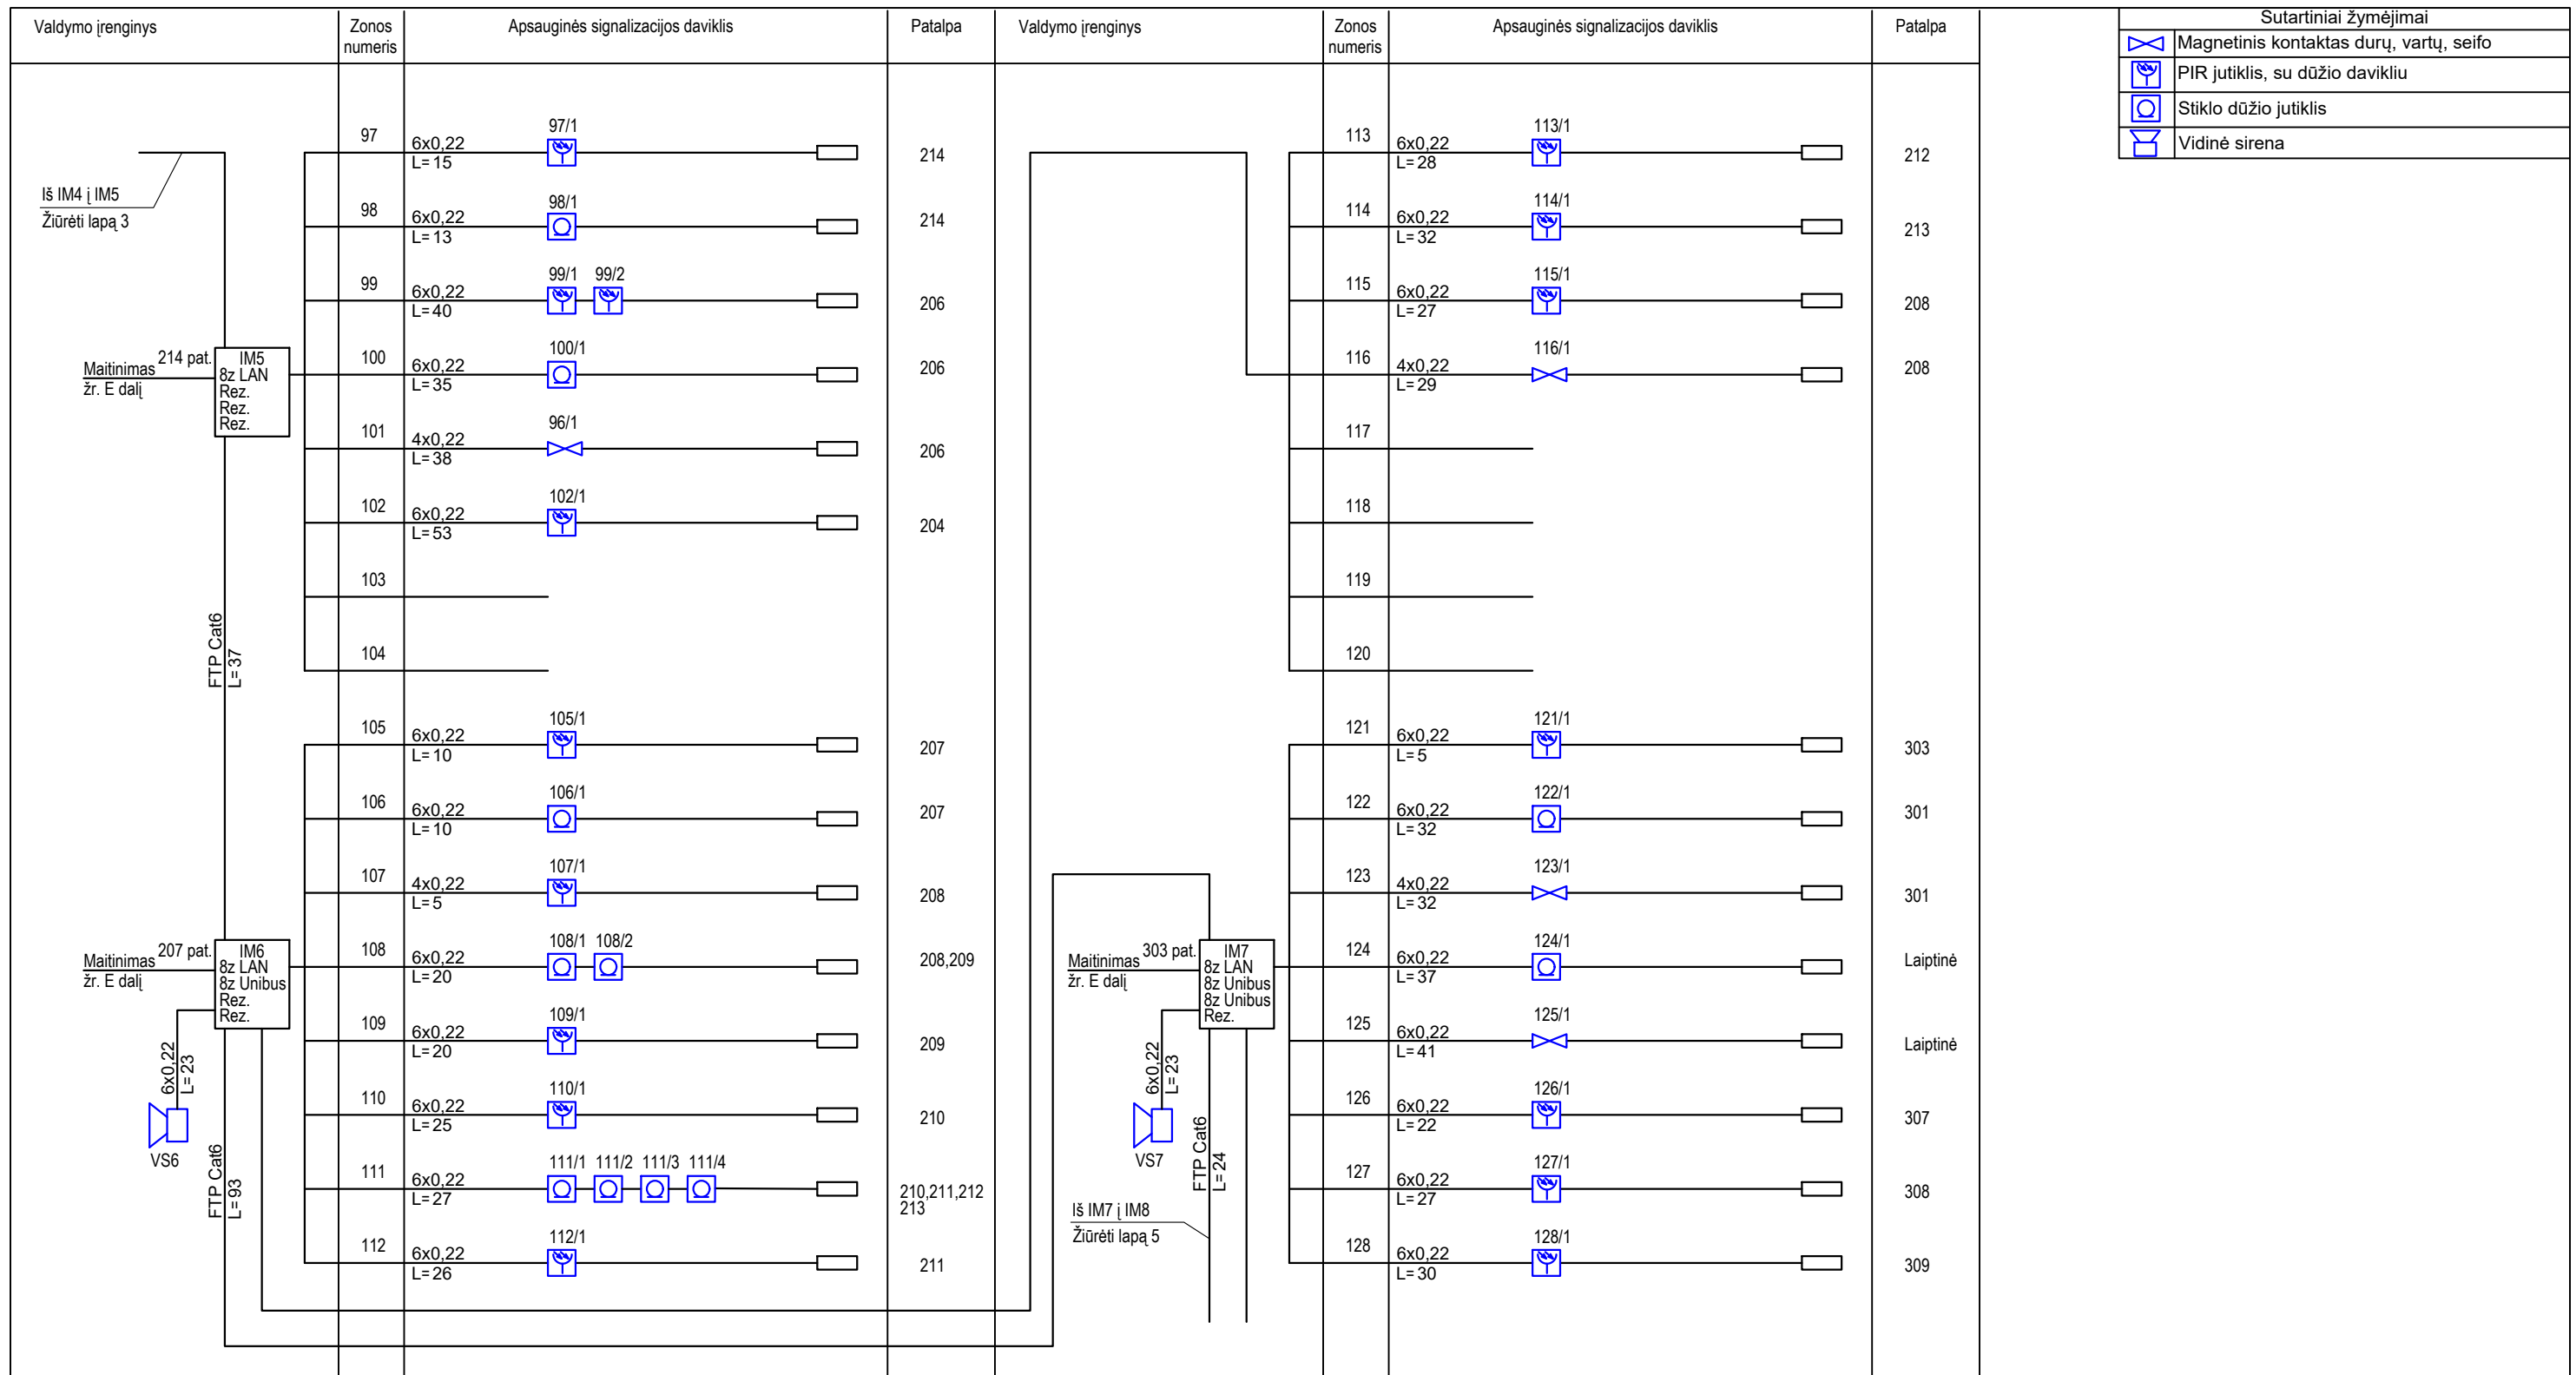 Valdymo įrenginys
Zonos numeris
Apsauginės signalizacijos daviklis
Patalpa
Valdymo įrenginys
Zonos numeris
Apsauginės signalizacijos daviklis
Patalpa
Sutartiniai žymėjimai
Magnetinis kontaktas durų, vartų, seifo
PIR jutiklis, su dūžio davikliu
Stiklo dūžio jutiklis
Vidinė sirena
Iš IM4 į IM5
Žiūrėti lapą 3
97
6x0,22
L= 15
97/1
214
98
6x0,22
L= 13
98/1
214
99
6x0,22
L= 40
99/1 99/2
206
Maitinimas
žr. E dalį
214 pat.
IM5
8z LAN
Rez.
Rez.
Rez.
100
6x0,22
L= 35
100/1
206
101
4x0,22
L= 38
96/1
206
102
6x0,22
L= 53
102/1
204
103
104
FTP Cat6
L= 37
105
6x0,22
L= 10
105/1
207
106
6x0,22
L= 10
106/1
207
107
4x0,22
L= 5
107/1
208
Maitinimas
žr. E dalį
207 pat.
IM6
8z LAN
8z Unibus
Rez.
Rez.
108
6x0,22
L= 20
108/1 108/2
208,209
109
6x0,22
L= 20
109/1
209
6x0,22
L= 23
VS6
FTP Cat6
L= 93
110
6x0,22
L= 25
110/1
210
111
6x0,22
L= 27
111/1 111/2 111/3 111/4
210,211,212
213
112
6x0,22
L= 26
112/1
211
113
6x0,22
L= 28
113/1
212
114
6x0,22
L= 32
114/1
213
115
6x0,22
L= 27
115/1
208
116
4x0,22
L= 29
116/1
208
117
118
119
120
121
6x0,22
L= 5
121/1
303
122
6x0,22
L= 32
122/1
301
123
4x0,22
L= 32
123/1
301
Maitinimas
žr. E dalį
303 pat.
IM7
8z LAN
8z Unibus
8z Unibus
Rez.
124
6x0,22
L= 37
124/1
Laiptinė
125
6x0,22
L= 41
125/1
Laiptinė
6x0,22
L= 23
VS7
FTP Cat6
L= 24
Iš IM7 į IM8
Žiūrėti lapą 5
126
6x0,22
L= 22
126/1
307
127
6x0,22
L= 27
127/1
308
128
6x0,22
L= 30
128/1
309